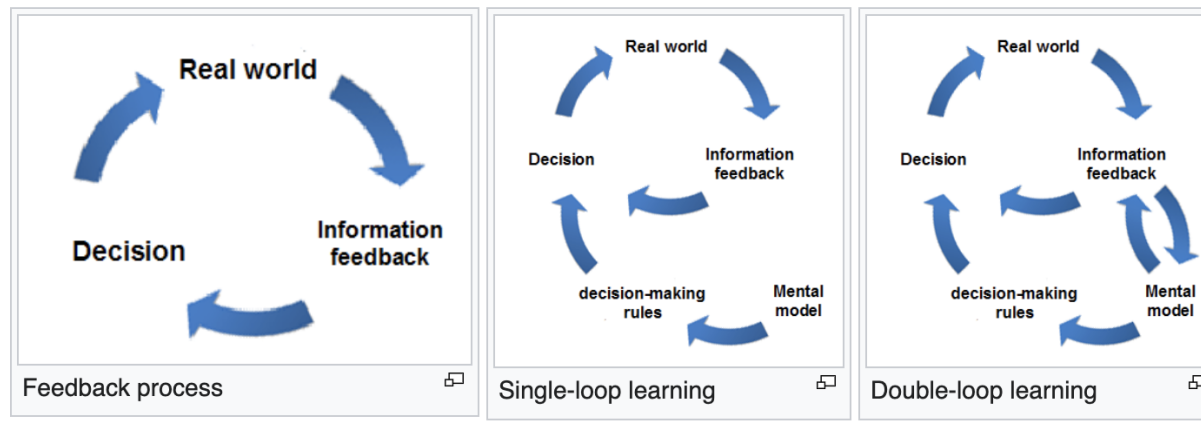 Real world
Information
feedback
Decision
Feedback process
Real world
Decision
Information
feedback
decision-making
rules
Mental
model
Single-loop learning
Real world
Decision
Information
feedback
decision-making
rules
Mental
model
Double-loop learning